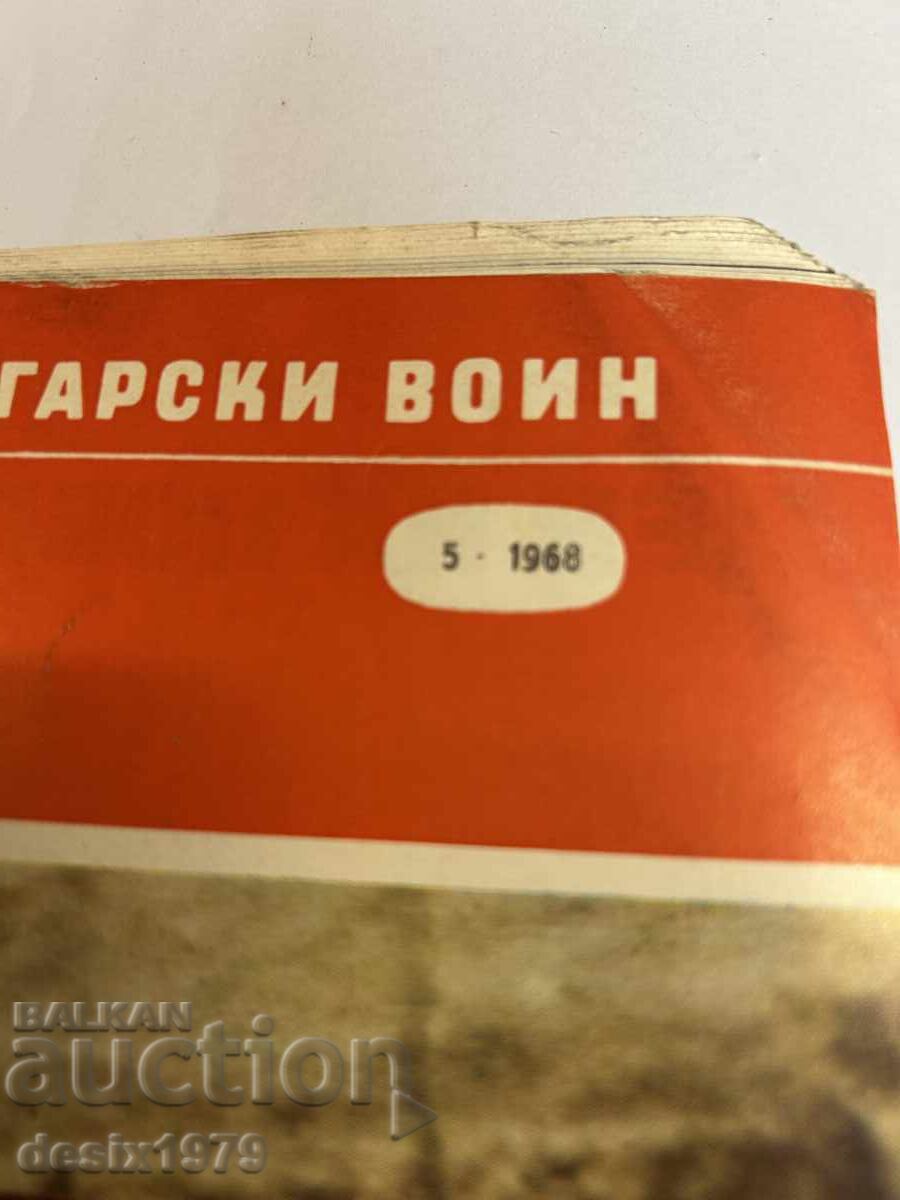 ГАРСКИ ВОИН
5 - 1968
BALKAN
auction
desix1979